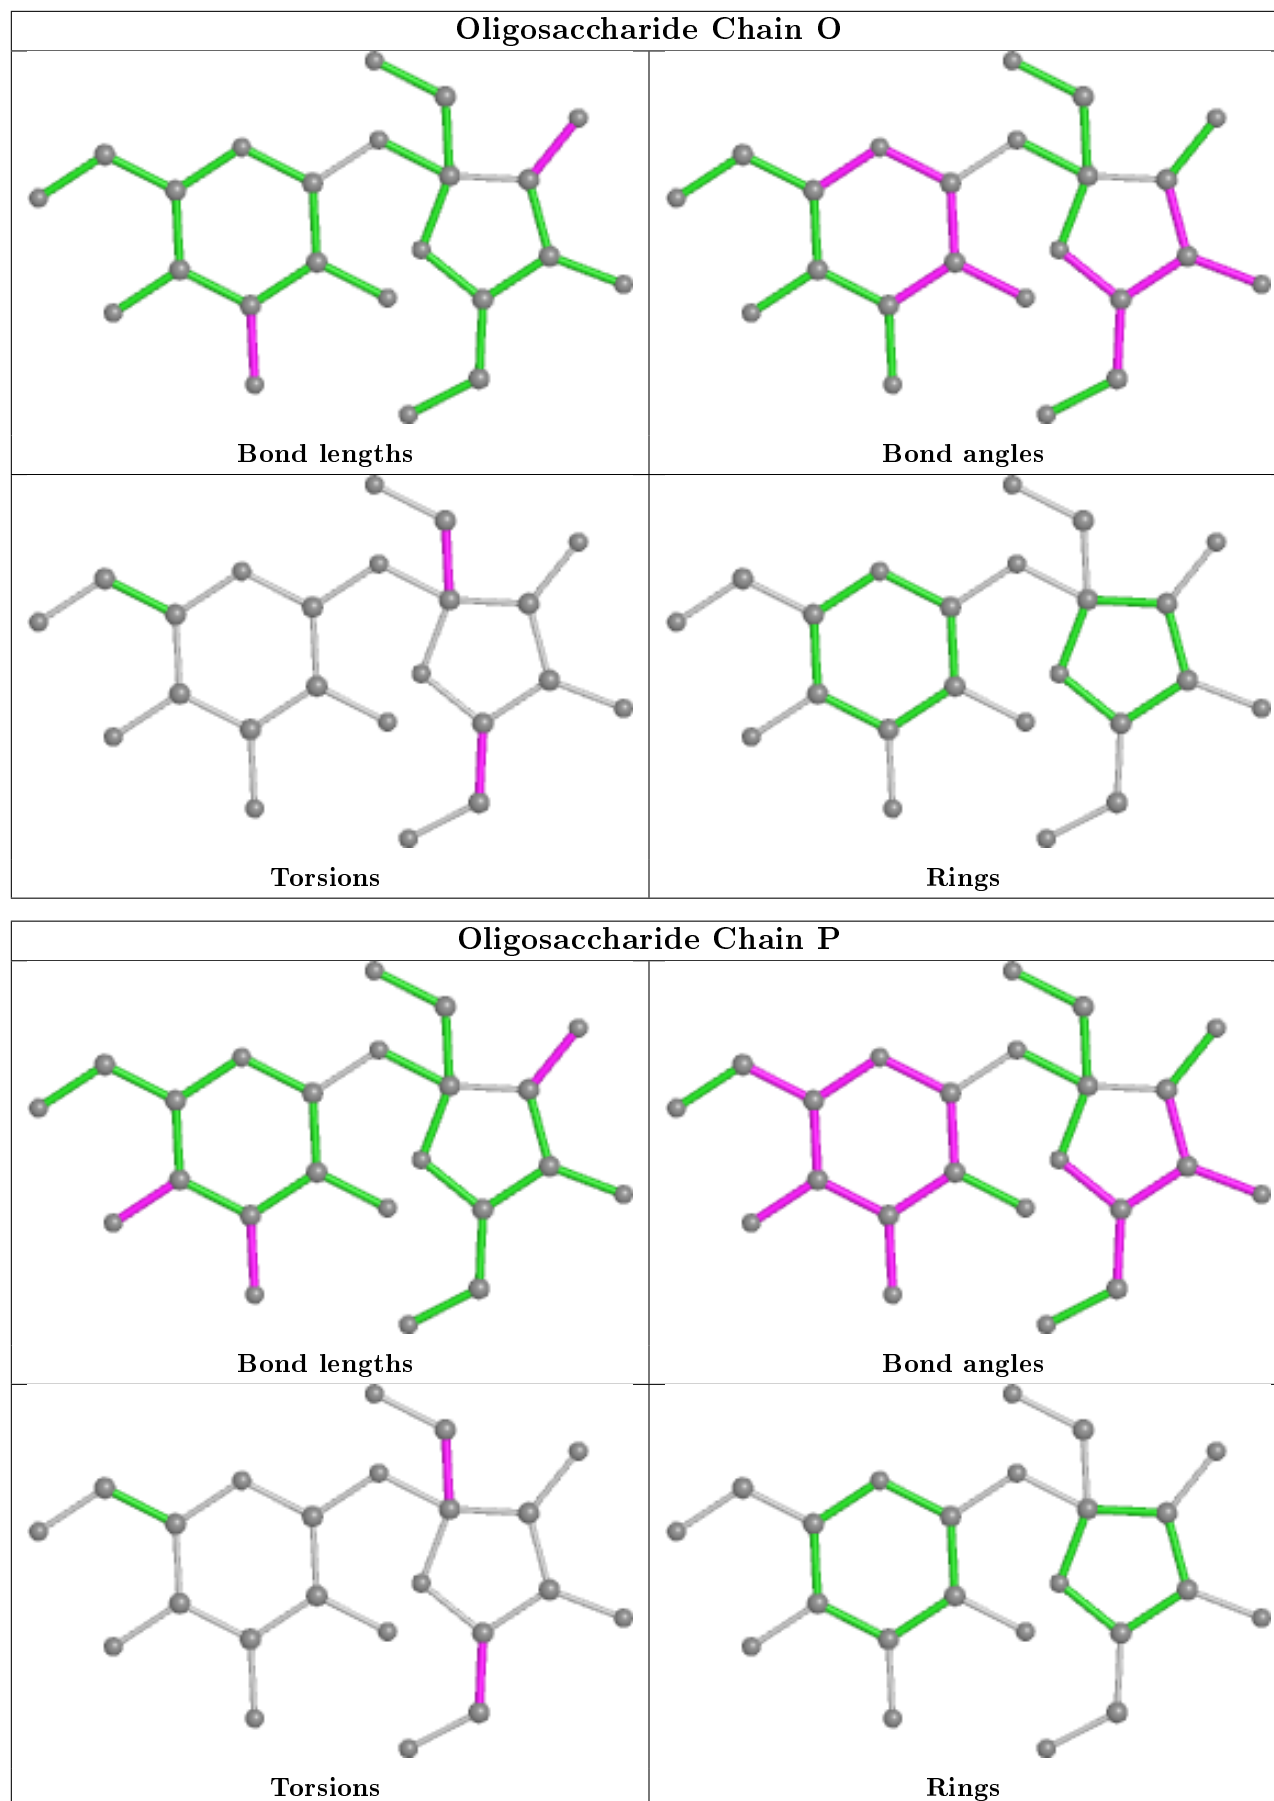 Oligosaccharide Chain O
Bond lengths
Bond angles
Torsions
Rings
Oligosaccharide Chain P
Bond lengths
Bond angles
Torsions
Rings